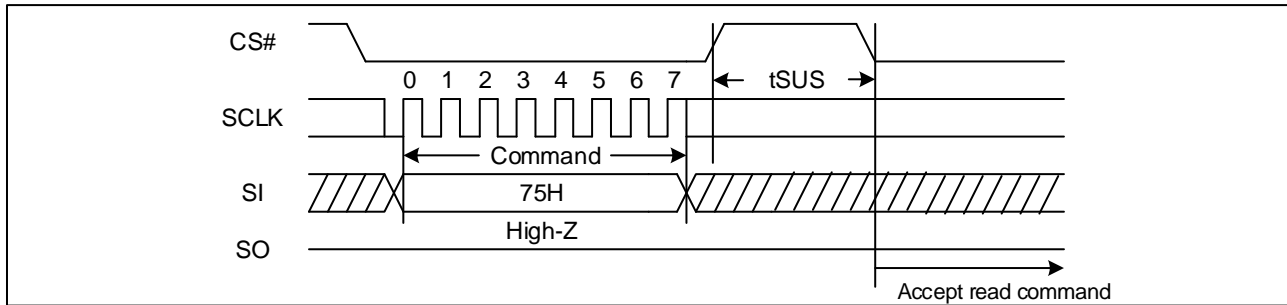 CS#
tSUS
0 1 2 3 4 5 6 7
SCLK
Command
SI
75H
High-Z
SO
Accept read command